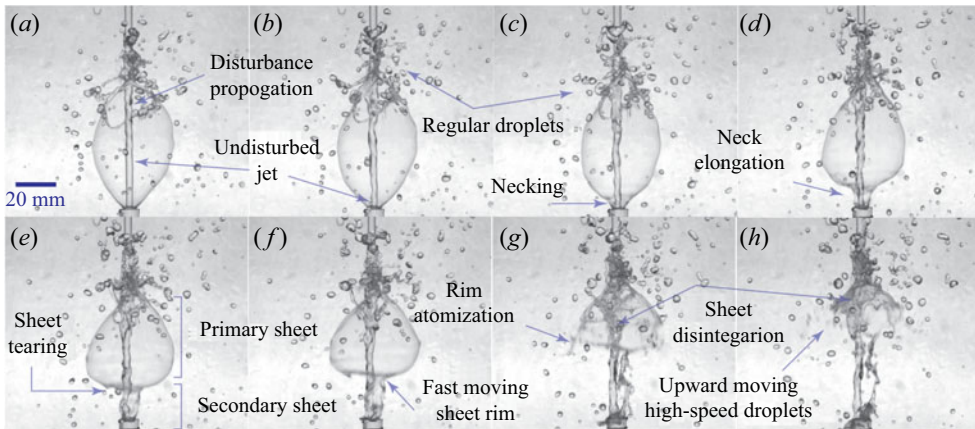 (a)
(b)
(c)
(d)
Disturbance
propogation
Regular droplets
Undisturbed
jet
Neck
elongation
Necking
20 mm
(e)
(f)
(g)
(h)
Sheet
tearing
Primary sheet
Rim
atomization
Sheet
disintegarion
Secondary sheet
Fast moving
sheet rim
Upward moving
high-speed droplets